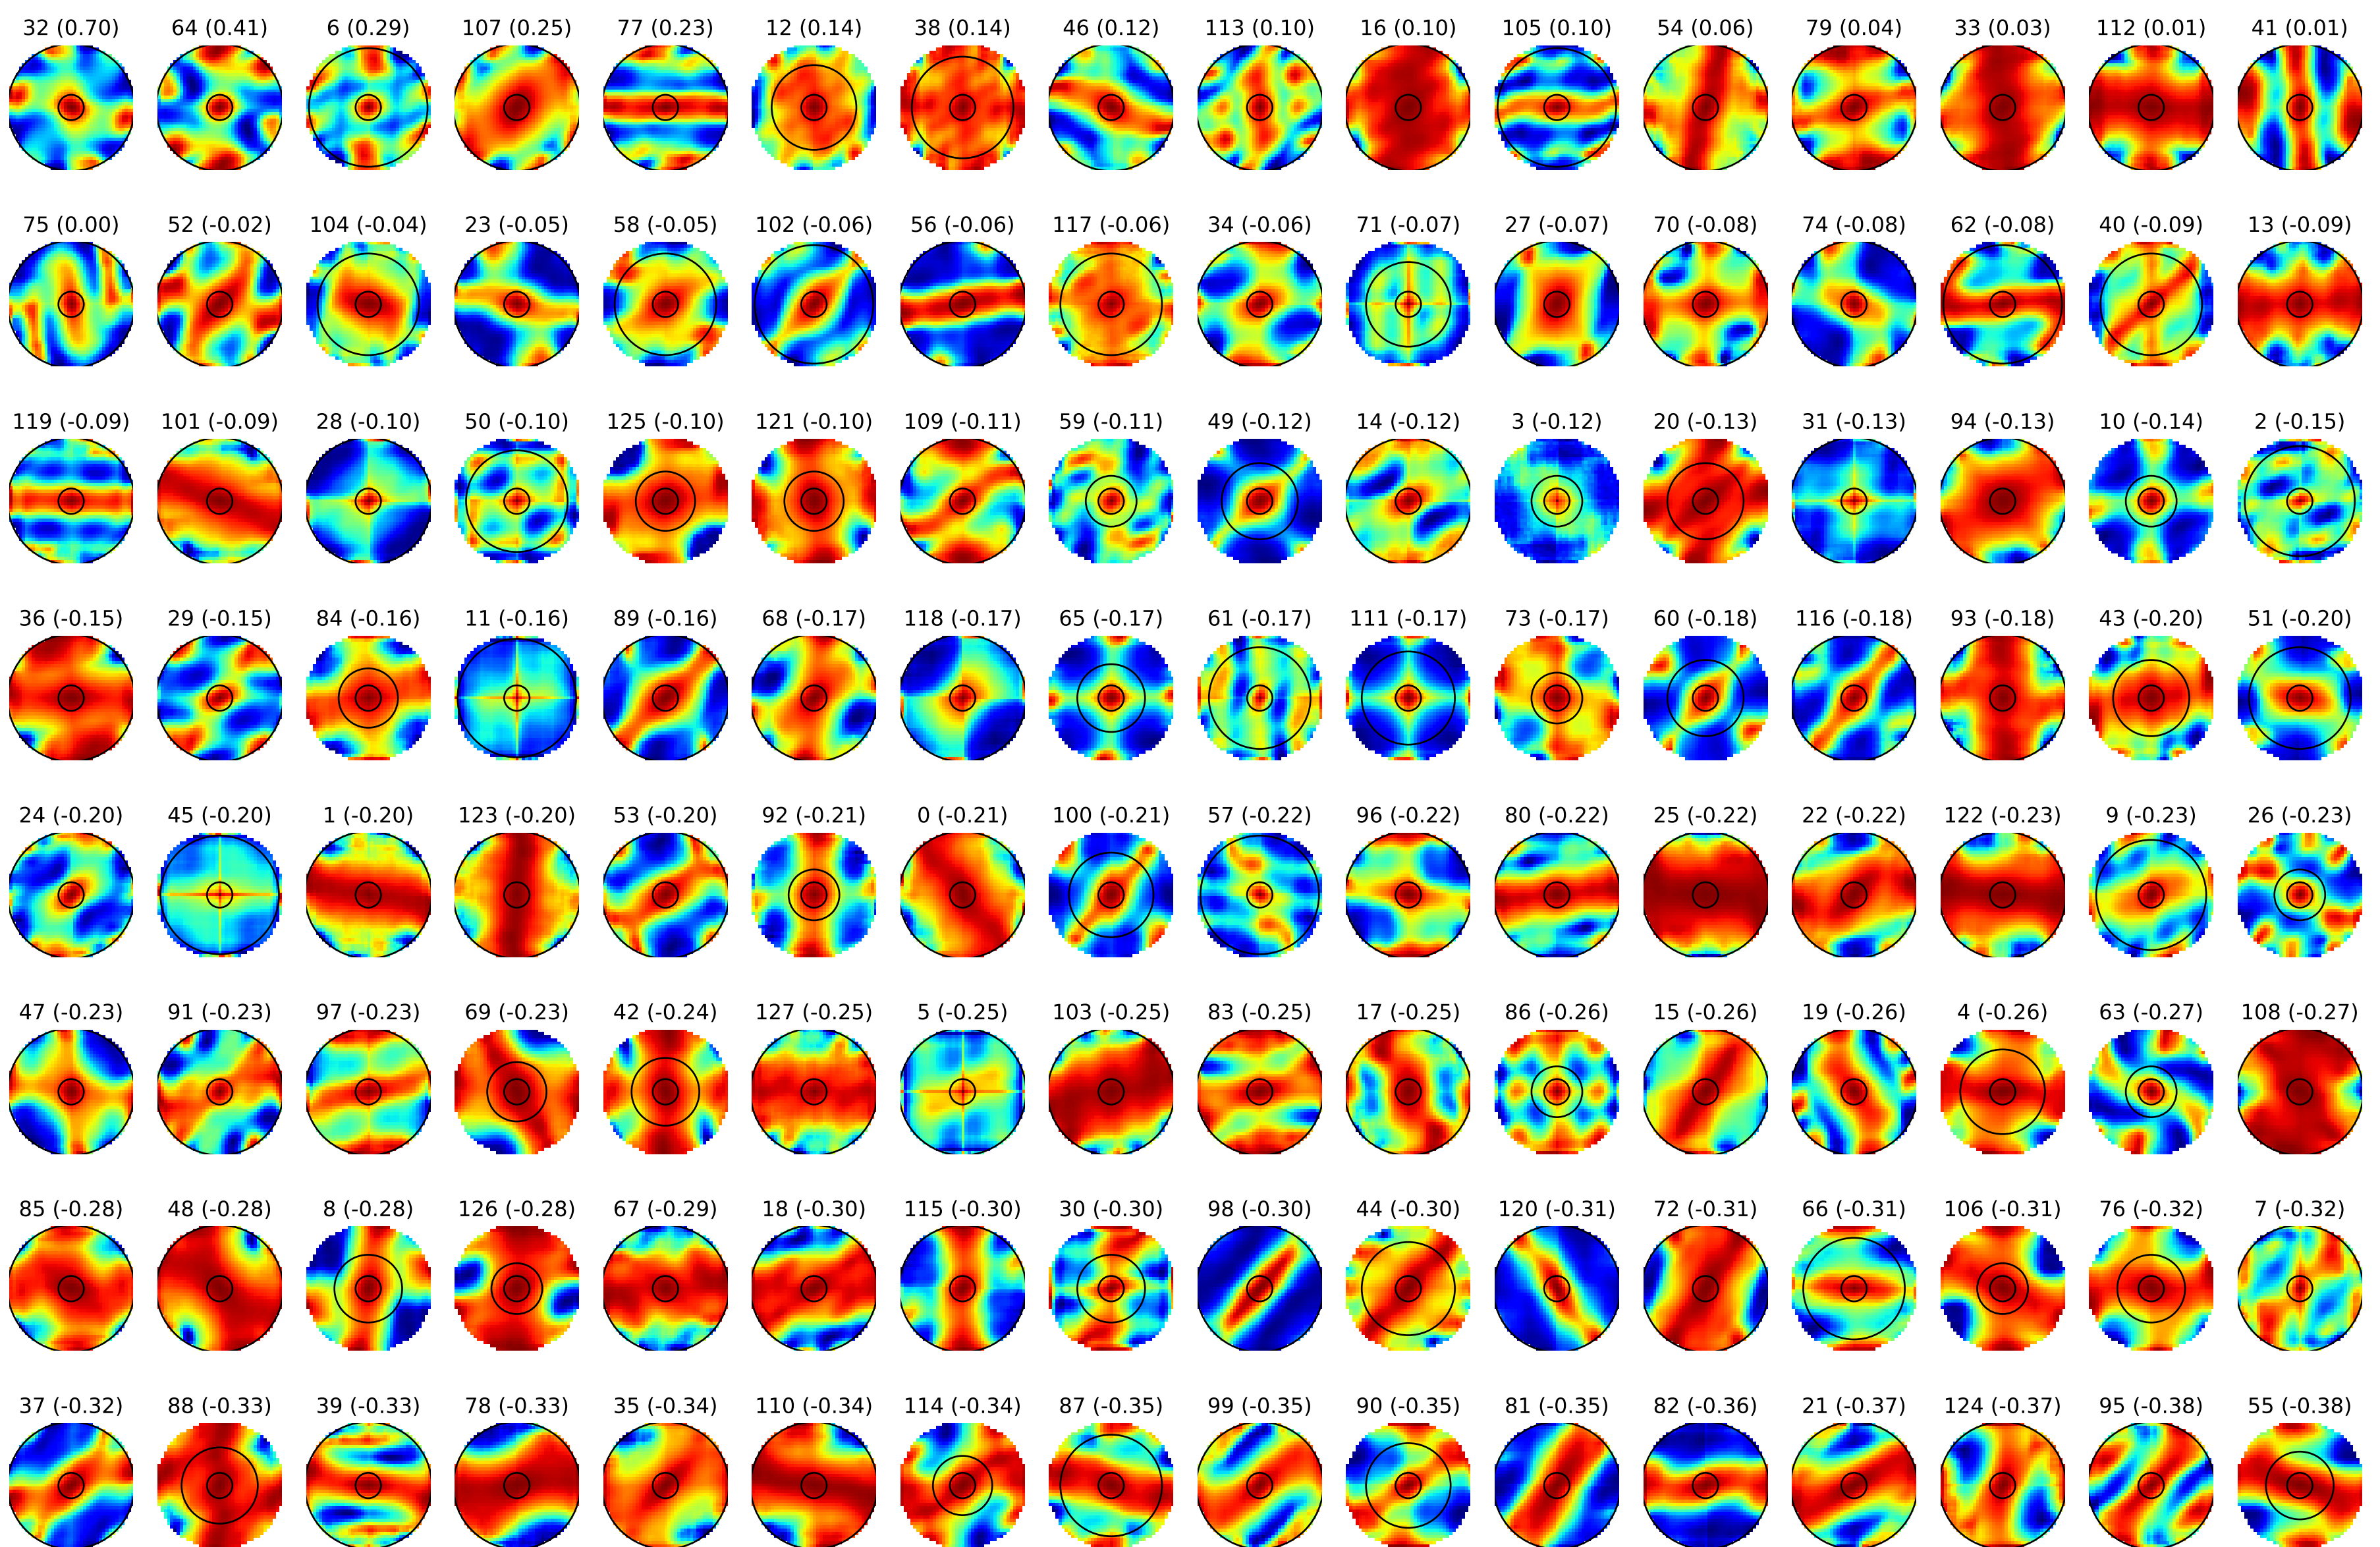 32 (0.70) 64 (0.41) 6 (0.29) 107 (0.25) 77 (0.23) 12 (0.14) 38 (0.14) 46 (0.12) 113 (0.10) 16 (0.10) 105 (0.10) 54 (0.06) 79 (0.04) 33 (0.03) 112 (0.01) 41 (0.01)
75 (0.00) 52 (-0.02) 104 (-0.04) 23 (-0.05) 58 (-0.05) 102 (-0.06) 56 (-0.06) 117 (-0.06) 34 (-0.06) 71 (-0.07) 27 (-0.07) 70 (-0.08) 74 (-0.08) 62 (-0.08) 40 (-0.09) 13 (-0.09)
119 (-0.09) 101 (-0.09) 28 (-0.10) 50 (-0.10) 125 (-0.10) 121 (-0.10) 109 (-0.11) 59 (-0.11) 49 (-0.12) 14 (-0.12) 3 (-0.12) 20 (-0.13) 31 (-0.13) 94 (-0.13) 10 (-0.14) 2 (-0.15)
36 (-0.15) 29 (-0.15) 84 (-0.16) 11 (-0.16) 89 (-0.16) 68 (-0.17) 118 (-0.17) 65 (-0.17) 61 (-0.17) 111 (-0.17) 73 (-0.17) 60 (-0.18) 116 (-0.18) 93 (-0.18) 43 (-0.20) 51 (-0.20)
24 (-0.20) 45 (-0.20) 1 (-0.20) 123 (-0.20) 53 (-0.20) 92 (-0.21) 0 (-0.21) 100 (-0.21) 57 (-0.22) 96 (-0.22) 80 (-0.22) 25 (-0.22) 22 (-0.22) 122 (-0.23) 9 (-0.23) 26 (-0.23)
47 (-0.23) 91 (-0.23) 97 (-0.23) 69 (-0.23) 42 (-0.24) 127 (-0.25) 5 (-0.25) 103 (-0.25) 83 (-0.25) 17 (-0.25) 86 (-0.26) 15 (-0.26) 19 (-0.26) 4 (-0.26) 63 (-0.27) 108 (-0.27)
85 (-0.28) 48 (-0.28) 8 (-0.28) 126 (-0.28) 67 (-0.29) 18 (-0.30) 115 (-0.30) 30 (-0.30) 98 (-0.30) 44 (-0.30) 120 (-0.31) 72 (-0.31) 66 (-0.31) 106 (-0.31) 76 (-0.32) 7 (-0.32)
37 (-0.32) 88 (-0.33) 39 (-0.33) 78 (-0.33) 35 (-0.34) 110 (-0.34) 114 (-0.34) 87 (-0.35) 99 (-0.35) 90 (-0.35) 81 (-0.35) 82 (-0.36) 21 (-0.37) 124 (-0.37) 95 (-0.38) 55 (-0.38)